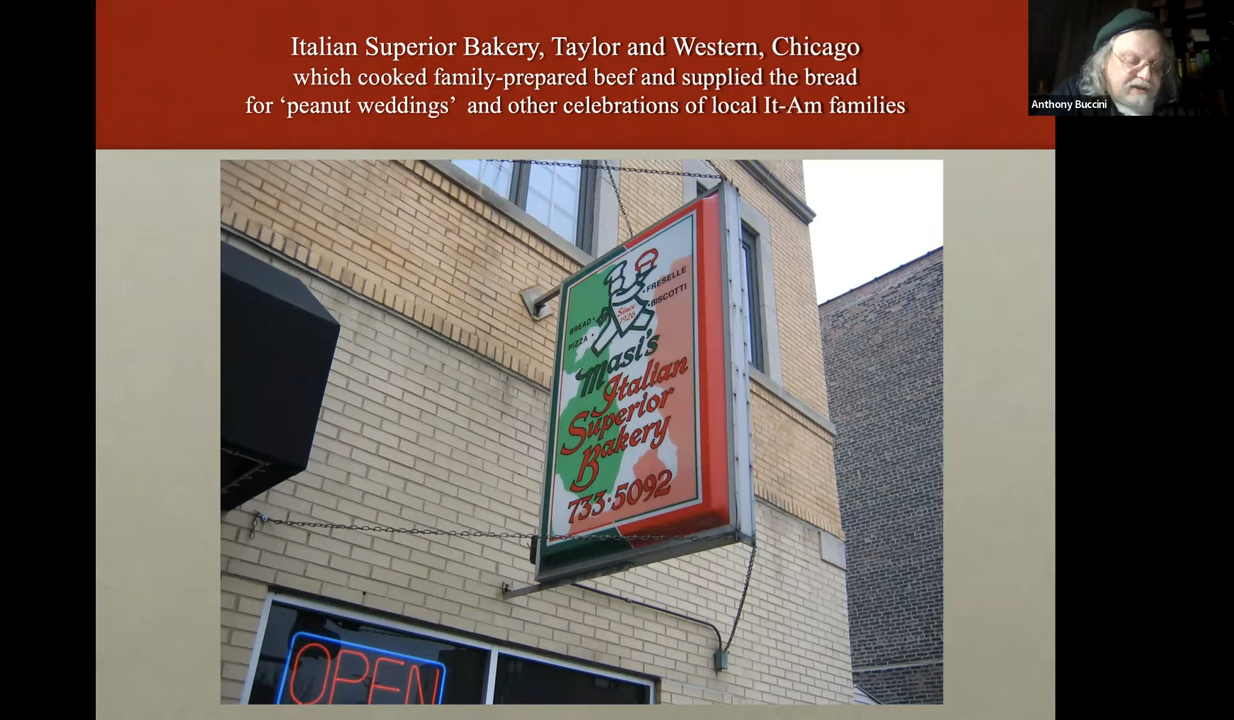 Italian Superior Bakery, Taylor and Western, Chicago
which cooked family-prepared beef and supplied the bread
for ‘peanut weddings’ and other celebrations of local It-Am families
Anthony Buccini
FRESELLE
BISCOTTI
BREAD
PIZZA
Since
1926
Masi's
Italian
Superior
Bakery
733·5092
OPEN